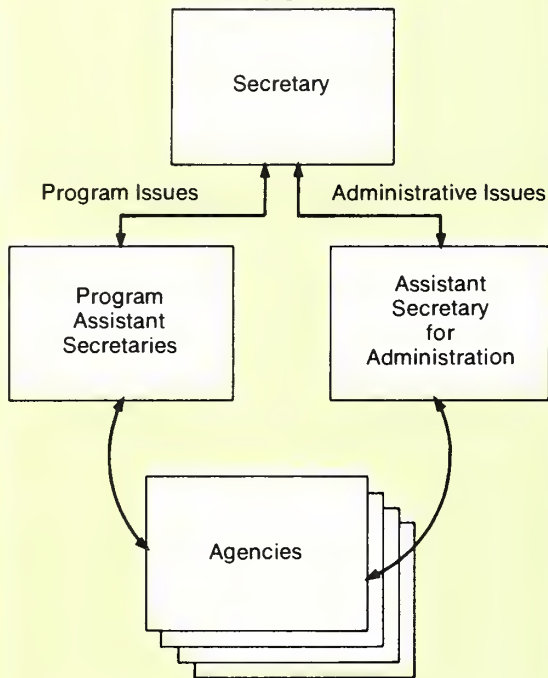 Secretary
Program Issues
Administrative Issues
Program
Assistant
Secretaries
Assistant
Secretary
for
Administration
Agencies